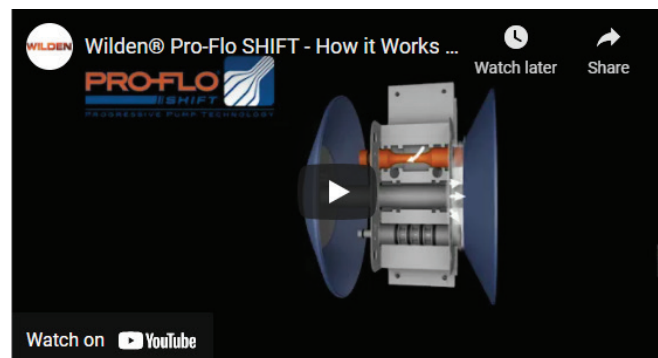 WILDEN
Wilden® Pro-Flo SHIFT - How it Works ...
Watch later
Share
PRO-FLO
SHIFT
PROGRESSIVE PUMP TECHNOLOGY
Watch on YouTube